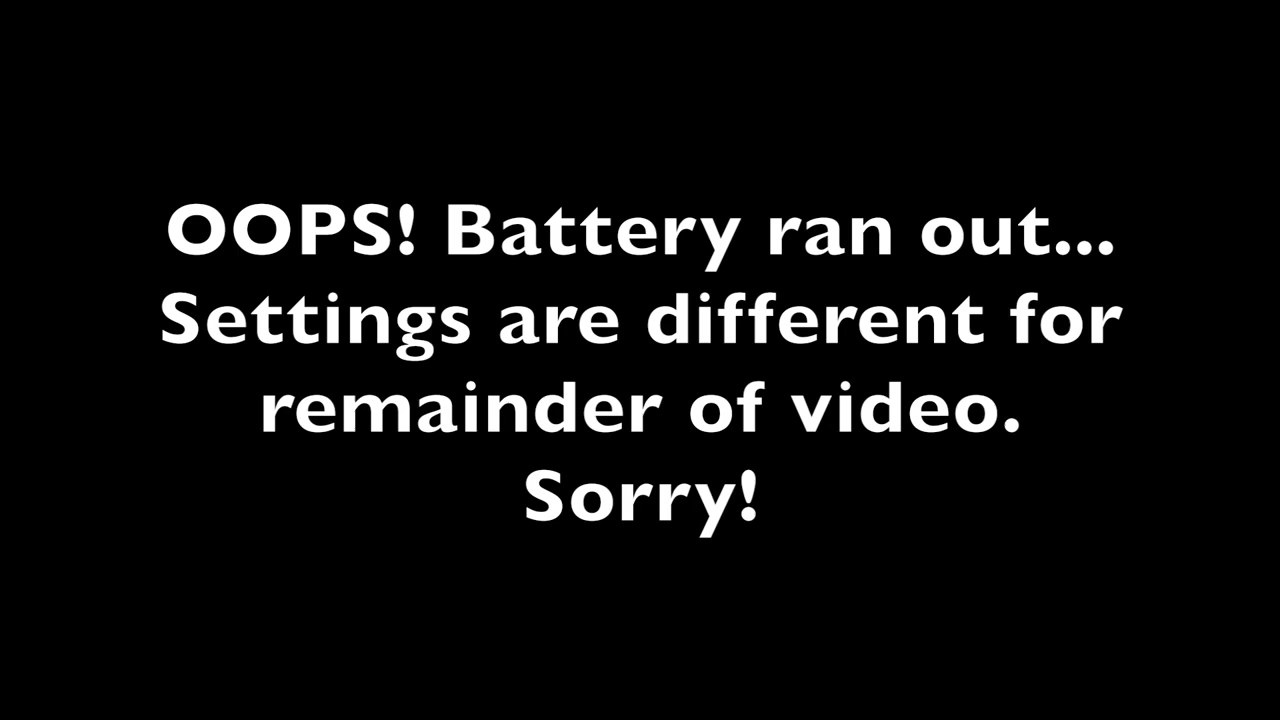 OOPS! Battery ran out...
Settings are different for
remainder of video.
Sorry!